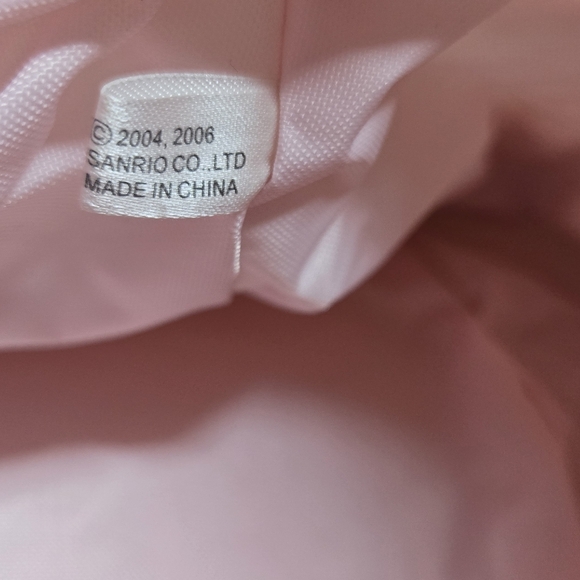 © 2004, 2006
SANRIO CO.,LTD
MADE IN CHINA